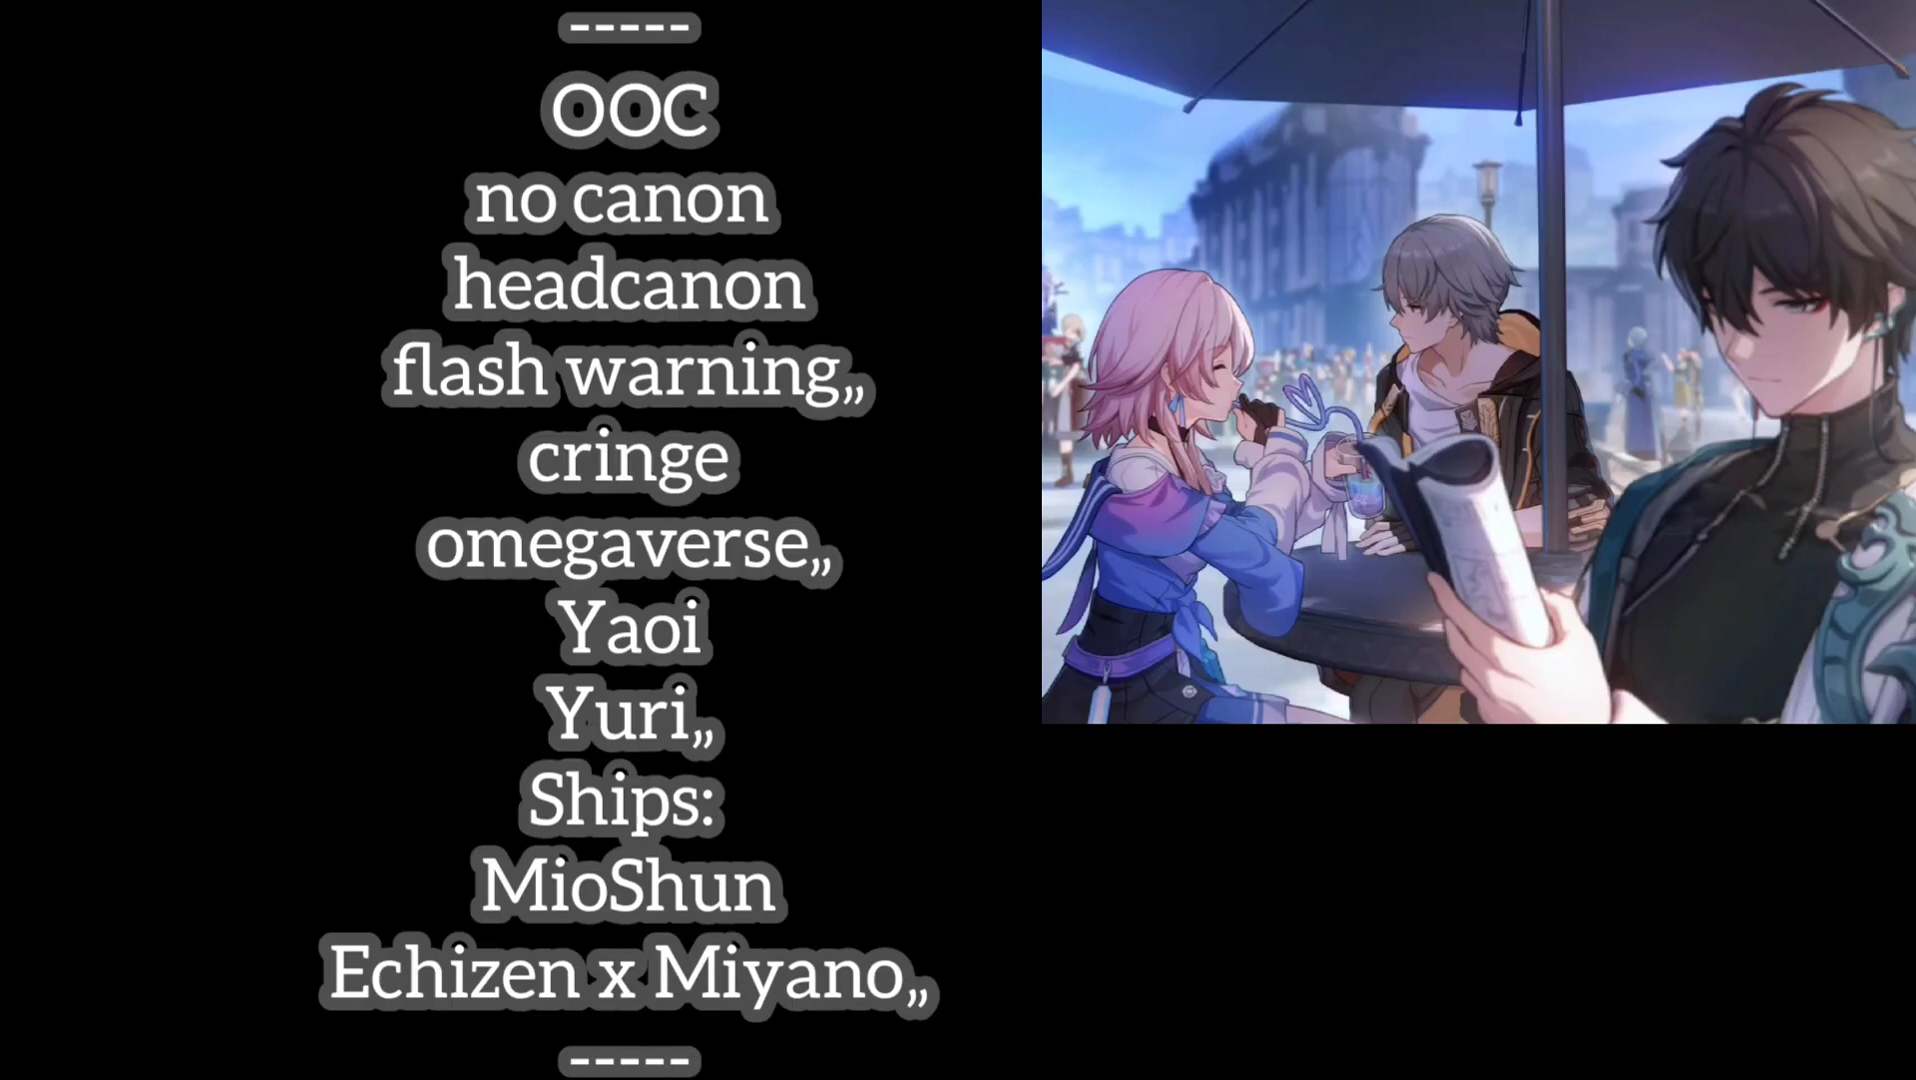 -----
OOC
no canon
headcanon
flash warning,,
cringe
omegaverse,,
Yaoi
Yuri,,
Ships:
MioShun
Echizen x Miyano,,
-----